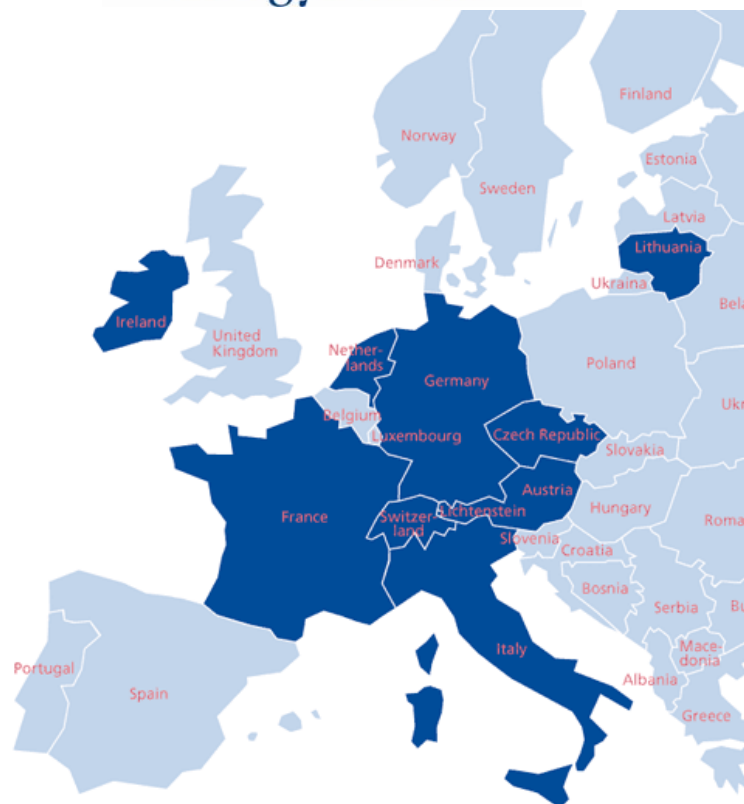 Finland
Norway
Estonia
Sweden
Latvia
Lithuania
Denmark
Ukraina
Ireland
United
Kingdom
Nether-
lands
Poland
Germany
Belgium
Luxembourg
Czech Republic
Slovakia
Austria
Lichtenstein
Hungary
France
Switzer-
land
Slovenia
Croatia
Bosnia
Serbia
Italy
Mace-
donia
Portugal
Spain
Albania
Greece